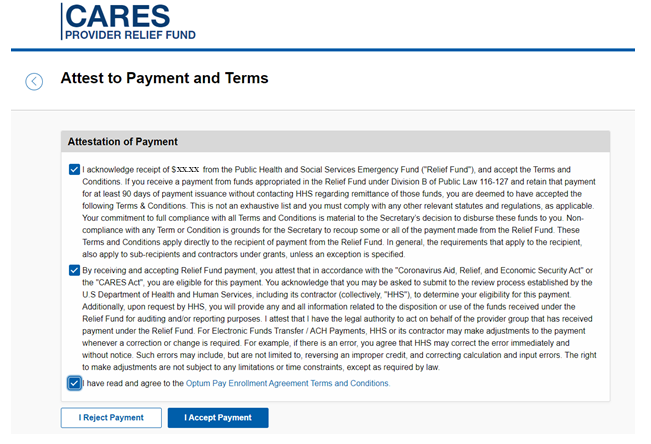 CARES
PROVIDER RELIEF FUND
Attest to Payment and Terms
Attestation of Payment
I acknowledge receipt of $XX.XX from the Public Health and Social Services Emergency Fund ("Relief Fund"), and accept the Terms and
Conditions. If you receive a payment from funds appropriated in the Relief Fund under Division B of Public Law 116-127 and retain that payment
for at least 90 days of payment issuance without contacting HHS regarding remittance of those funds, you are deemed to have accepted the
following Terms & Conditions. This is not an exhaustive list and you must comply with any other relevant statutes and regulations, as applicable.
Your commitment to full compliance with all Terms and Conditions is material to the Secretary's decision to disburse these funds to you. Non-
compliance with any Term or Condition is grounds for the Secretary to recoup some or all of the payment made from the Relief Fund. These
Terms and Conditions apply directly to the recipient of payment from the Relief Fund. In general, the requirements that apply to the recipient,
also apply to sub-recipients and contractors under grants, unless an exception is specified.
By receiving and accepting Relief Fund payment, you attest that in accordance with the "Coronavirus Aid, Relief, and Economic Security Act" or
the "CARES Act", you are eligible for this payment. You acknowledge that you may be asked to submit to the review process established by the
U.S Department of Health and Human Services, including its contractor (collectively, "HHS"), to determine your eligibility for this payment.
Additionally, upon request by HHS, you will provide any and all information related to the disposition or use of the funds received under the
Relief Fund for auditing and/or reporting purposes. I attest that I have the legal authority to act on behalf of the provider group that has received
payment under the Relief Fund. For Electronic Funds Transfer / ACH Payments, HHS or its contractor may make adjustments to the payment
whenever a correction or change is required. For example, if there is an error, you agree that HHS may correct the error immediately and
without notice. Such errors may include, but are not limited to, reversing an improper credit, and correcting calculation and input errors. The right
to make adjustments are not subject to any limitations or time constraints, except as required by law.
I have read and agree to the Optum Pay Enrollment Agreement Terms and Conditions.
I Reject Payment
I Accept Payment